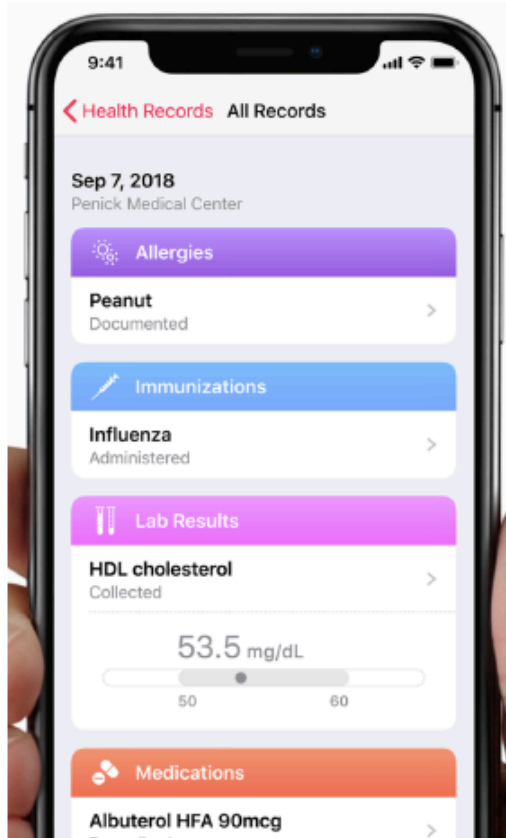 9:41
Health Records All Records
Sep 7, 2018
Penick Medical Center
Allergies
Peanut
Documented
Immunizations
Influenza
Administered
Lab Results
HDL cholesterol
Collected
53.5 mg/dL
50 60
Medications
Albuterol HFA 90mcg